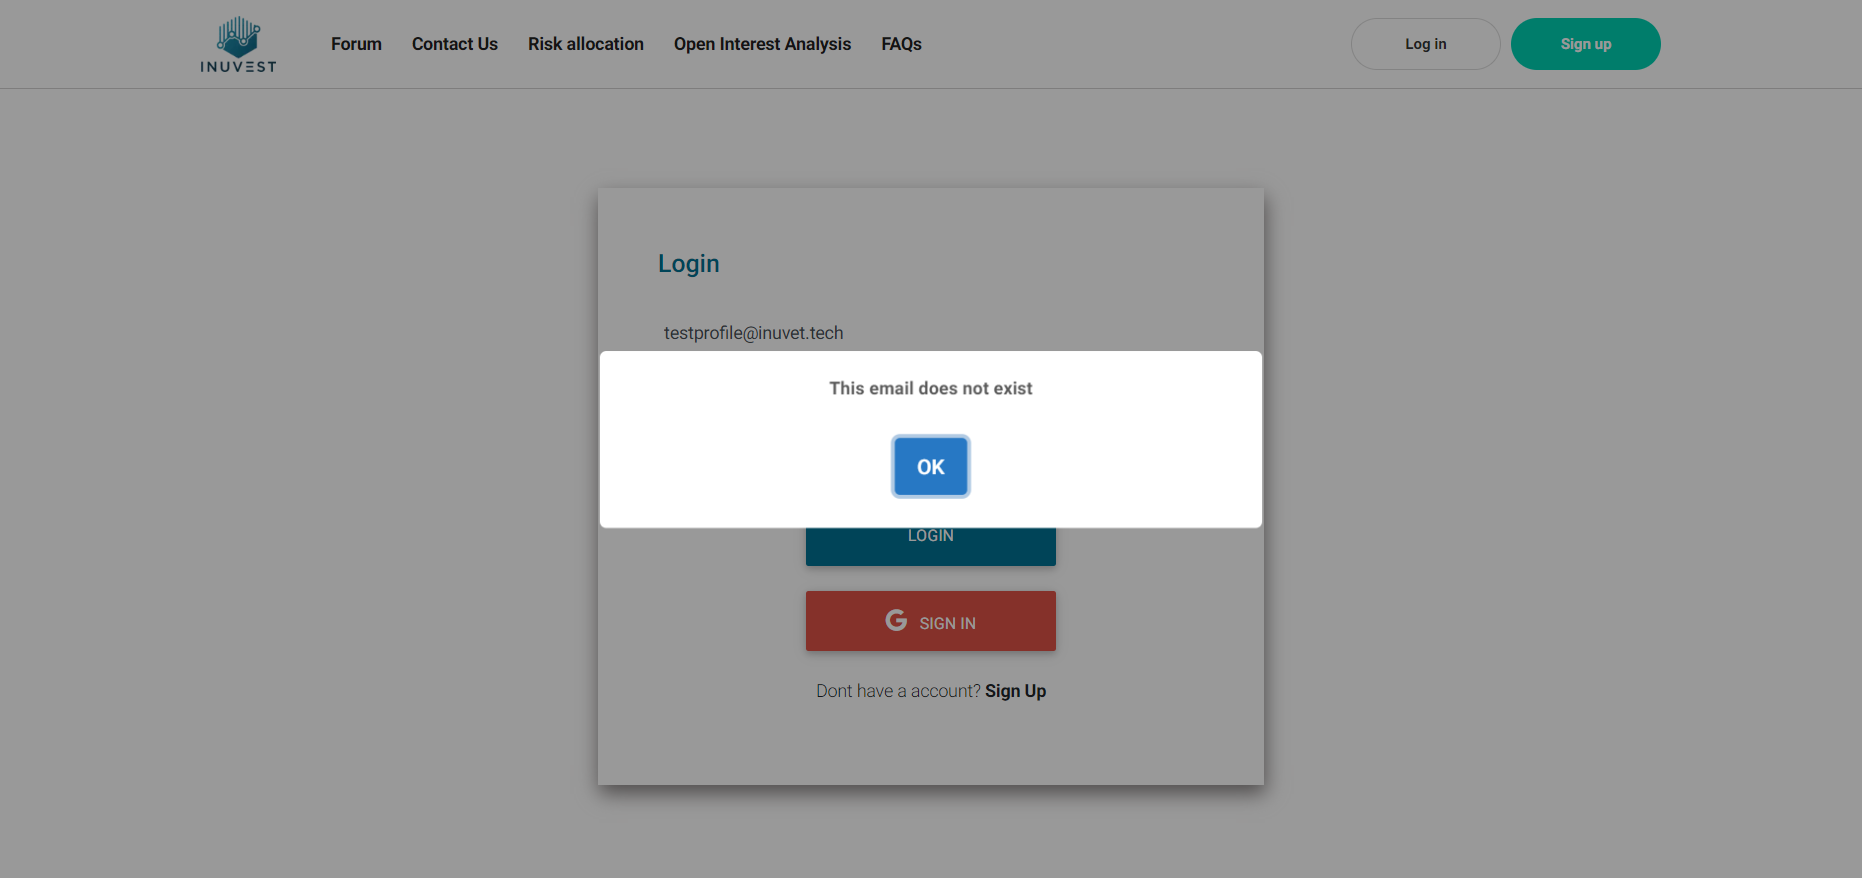 INUVEST
Forum Contact Us Risk allocation Open Interest Analysis FAQs Log in Sign up
Login
testprofile@inuvet.tech
This email does not exist
OK
LOGIN
G SIGN IN
Dont have a account? Sign Up